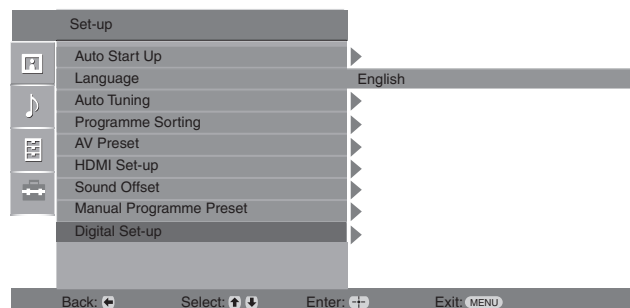 Set-up
Auto Start Up
Language English
Auto Tuning
Programme Sorting
AV Preset
HDMI Set-up
Sound Offset
Manual Programme Preset
Digital Set-up
Back: Select: Enter: Exit: MENU